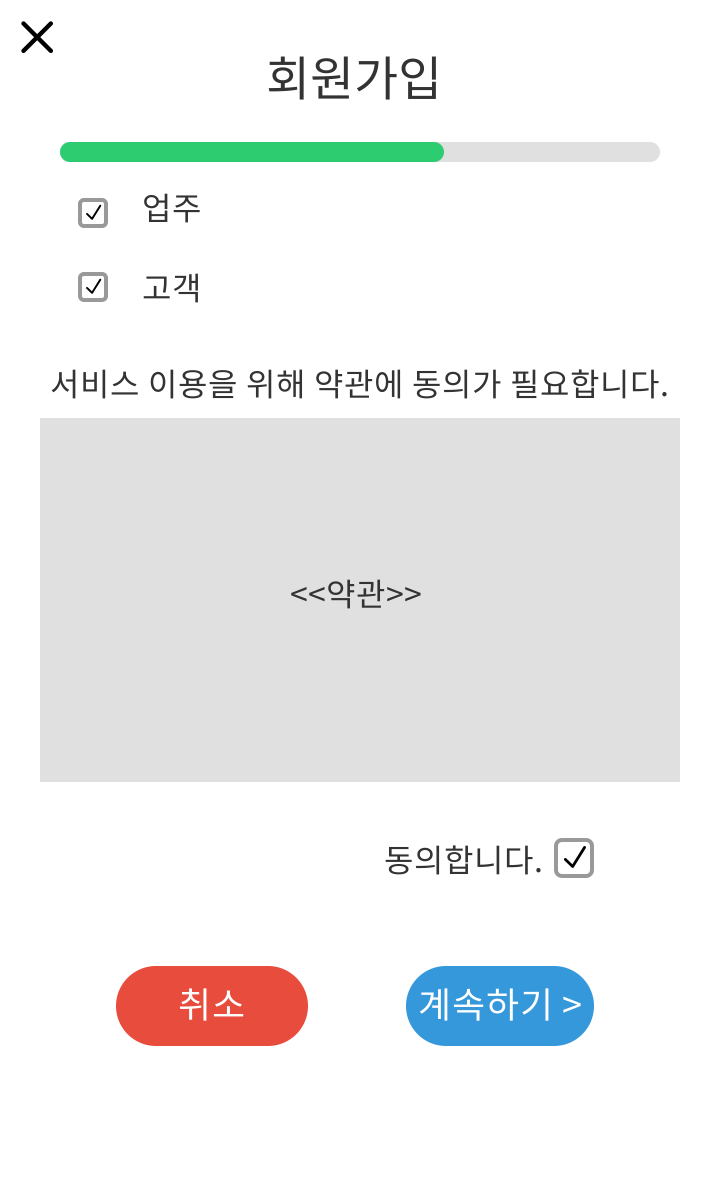 회원가입
업주
고객
서비스 이용을 위해 약관에 동의가 필요합니다.
<<약관>>
동의합니다.
취소
계속하기 >